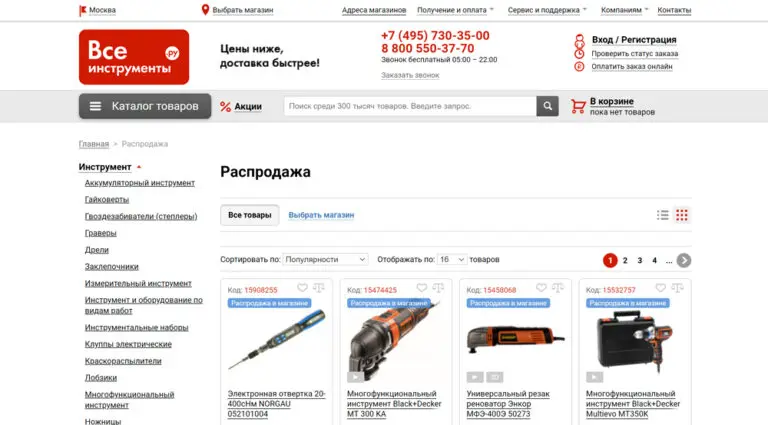 Москва
Выбрать магазин
Адреса магазинов
Получение и оплата
Сервис и поддержка
Компаниям
Контакты
Все
инструменты
.ру
Цены ниже,
доставка быстрее!
+7 (495) 730-35-00
8 800 550-37-70
Звонок бесплатный 05:00 – 22:00
Заказать звонок
Вход / Регистрация
Проверить статус заказа
Оплатить заказ онлайн
Каталог товаров
Акции
Поиск среди 300 тысяч товаров. Введите запрос.
В корзине
пока нет товаров
Главная > Распродажа
Инструмент
Аккумуляторный инструмент
Гайковерты
Гвоздезабиватели (степлеры)
Граверы
Дрели
Заклепочники
Измерительный инструмент
Инструмент и оборудование по
видам работ
Инструментальные наборы
Клуппы электрические
Краскораспылители
Лобзики
Многофункциональный
инструмент
Ножницы
Распродажа
Все товары
Выбрать магазин
Сортировать по: Популярности
Отображать по: 16 товаров
1 2 3 4 ...
Код: 15908255
Распродажа в магазине
Электронная отвертка 20-
400сНм NORGAU
052101004
Код: 15474425
Распродажа в магазине
Многофункциональный
инструмент Black+Decker
MT 300 KA
Код: 15458068
Распродажа в магазине
3D
Универсальный резак
реноватор Энкор
МФЭ-400Э 50273
Код: 15532757
Распродажа в магазине
Многофункциональный
инструмент Black+Decker
Multievo MT350K